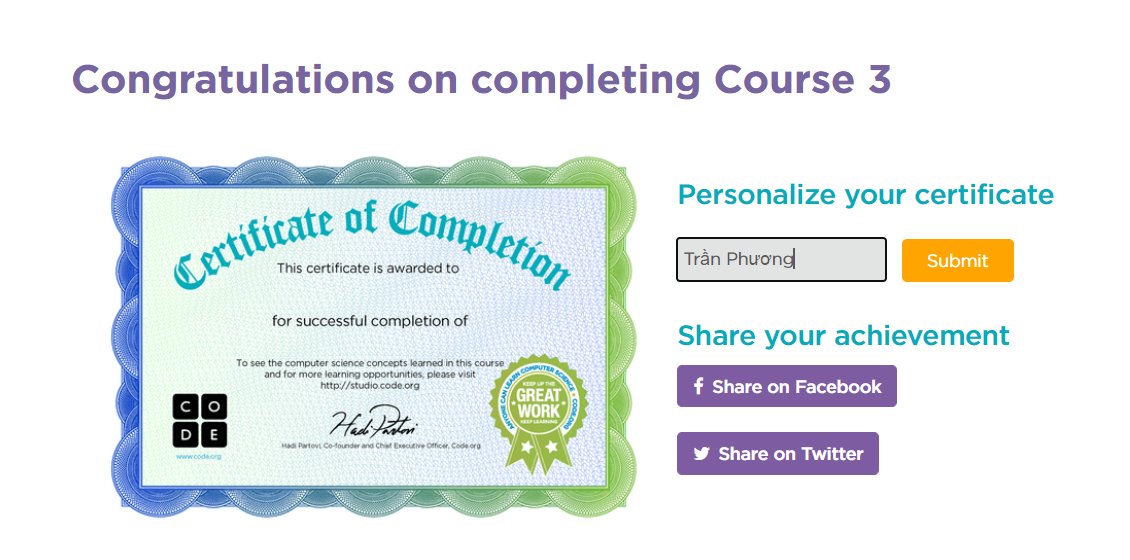 Congratulations on completing Course 3
Certificate of Completion
This certificate is awarded to
for successful completion of
To see the computer science concepts learned in this course
and for more learning opportunities, please visit
http://studio.code.org
C O
D E
www.code.org
Hadi Partovi
Hadi Partovi, Co-founder and Chief Executive Officer, Code.org
ANYBODY CAN LEARN COMPUTER SCIENCE
CODE.ORG
KEEP UP THE
GREAT
WORK
KEEP LEARNING
Personalize your certificate
Trần Phương
Submit
Share your achievement
f Share on Facebook
Share on Twitter